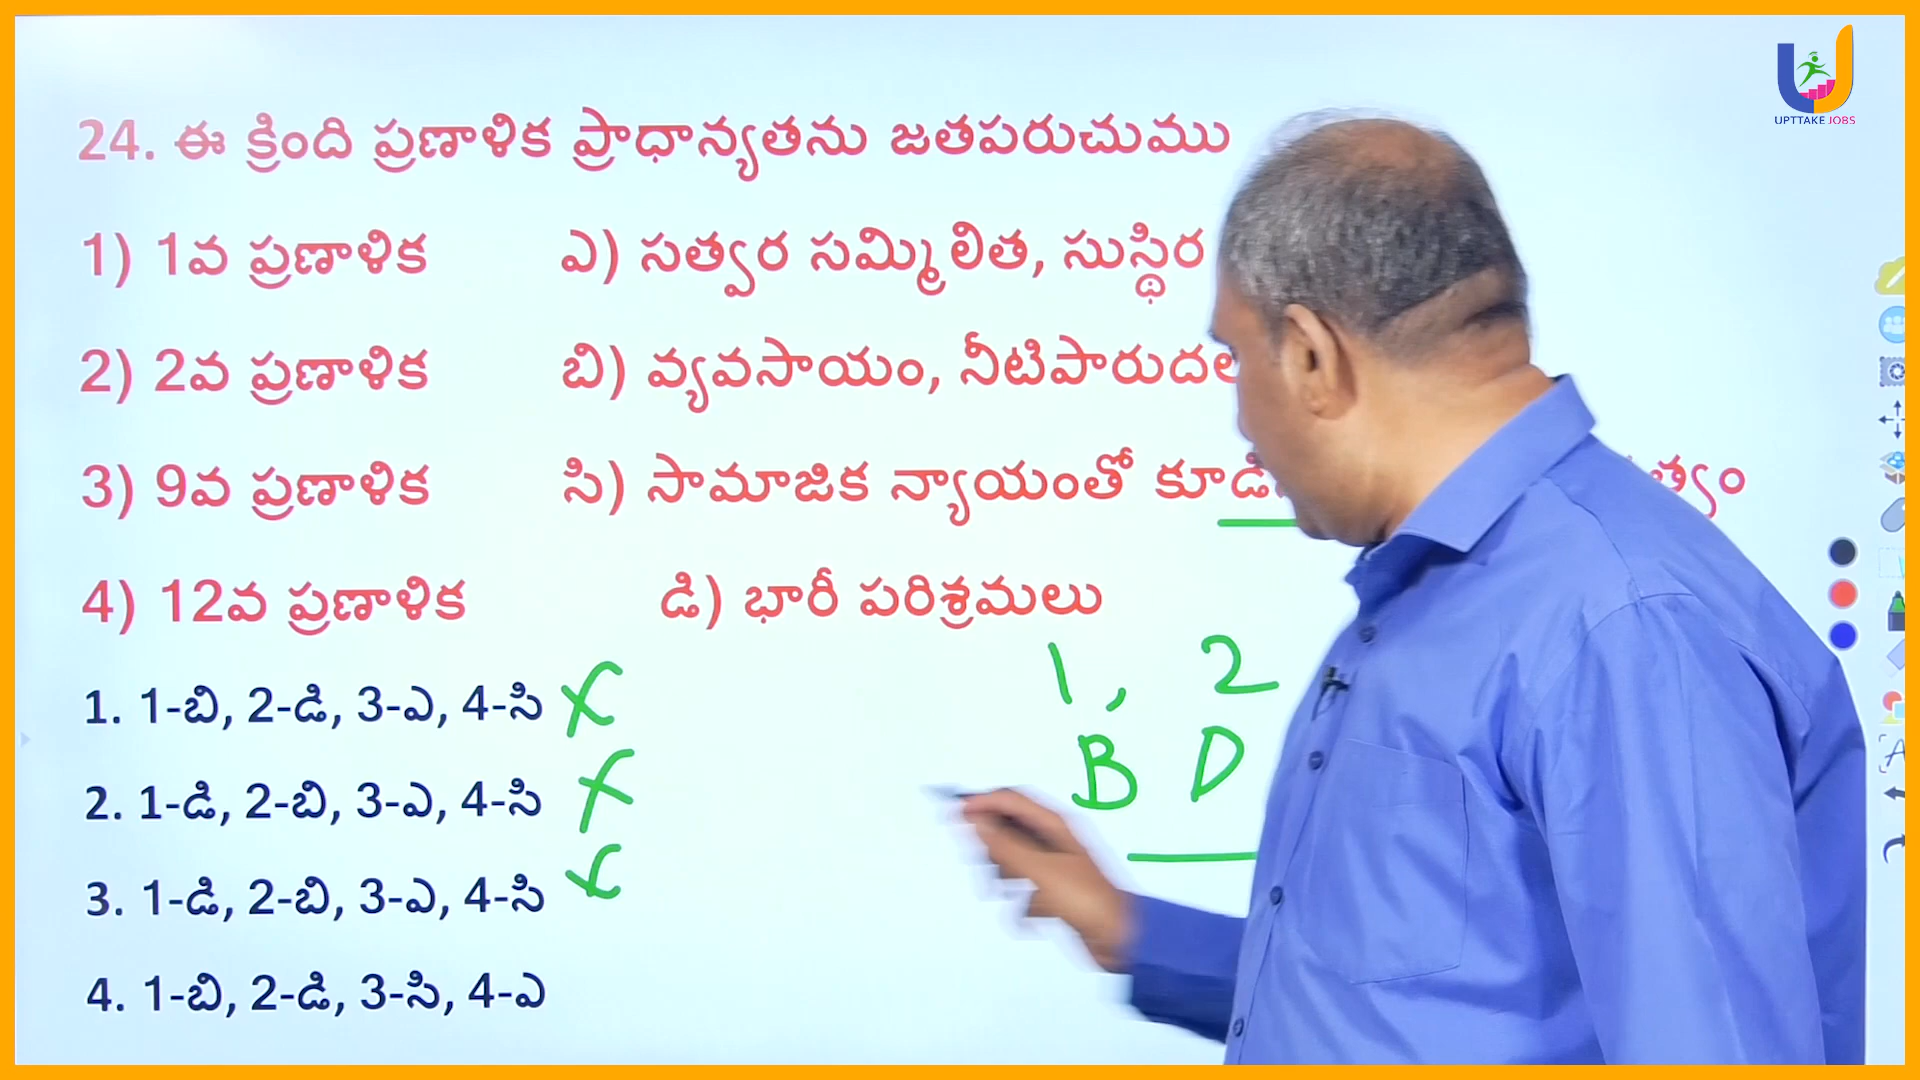 UPTTAKE JOBS
24. ఈ క్రింది ప్రణాళిక ప్రాధాన్యతను జతపరుచుము
1) 1వ ప్రణాళిక ఎ) సత్వర సమ్మిళిత, సుస్థిర
2) 2వ ప్రణాళిక బి) వ్యవసాయం, నీటిపారుదల
3) 9వ ప్రణాళిక సి) సామాజిక న్యాయంతో
4) 12వ ప్రణాళిక డి) భారీ పరిశ్రమలు
1, 2
B D
1. 1-బి, 2-డి, 3-ఎ, 4-సి
2. 1-డి, 2-బి, 3-ఎ, 4-సి
3. 1-డి, 2-బి, 3-ఎ, 4-సి
4. 1-బి, 2-డి, 3-సి, 4-ఎ